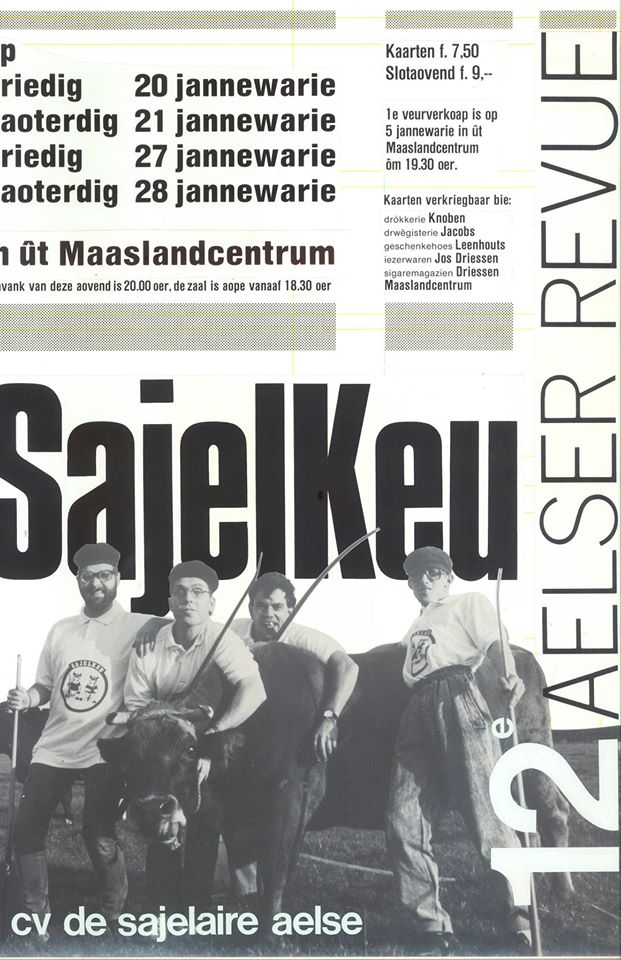 p
riedig 20 jannewarie
aoterdig 21 jannewarie
riedig 27 jannewarie
aoterdig 28 jannewarie
n ût Maaslandcentrum
vank van deze aovend is 20.00 oer, de zaal is aope vanaaf 18.30 oer
Kaarten f. 7,50
Slotaovend f. 9,--
1e veurverkoap is op
5 jannewarie in ût
Maaslandcentrum
ôm 19.30 oer.
Kaarten verkriegbaar bie:
drökkerie Knoben
drwêgisterie Jacobs
geschenkehoes Leenhouts
iezerwaren Jos Driessen
sigaremagazien Driessen
Maaslandcentrum
SajelKeu
12e AELSER REVUE
SAJELKEU
cv de sajelaire aelse